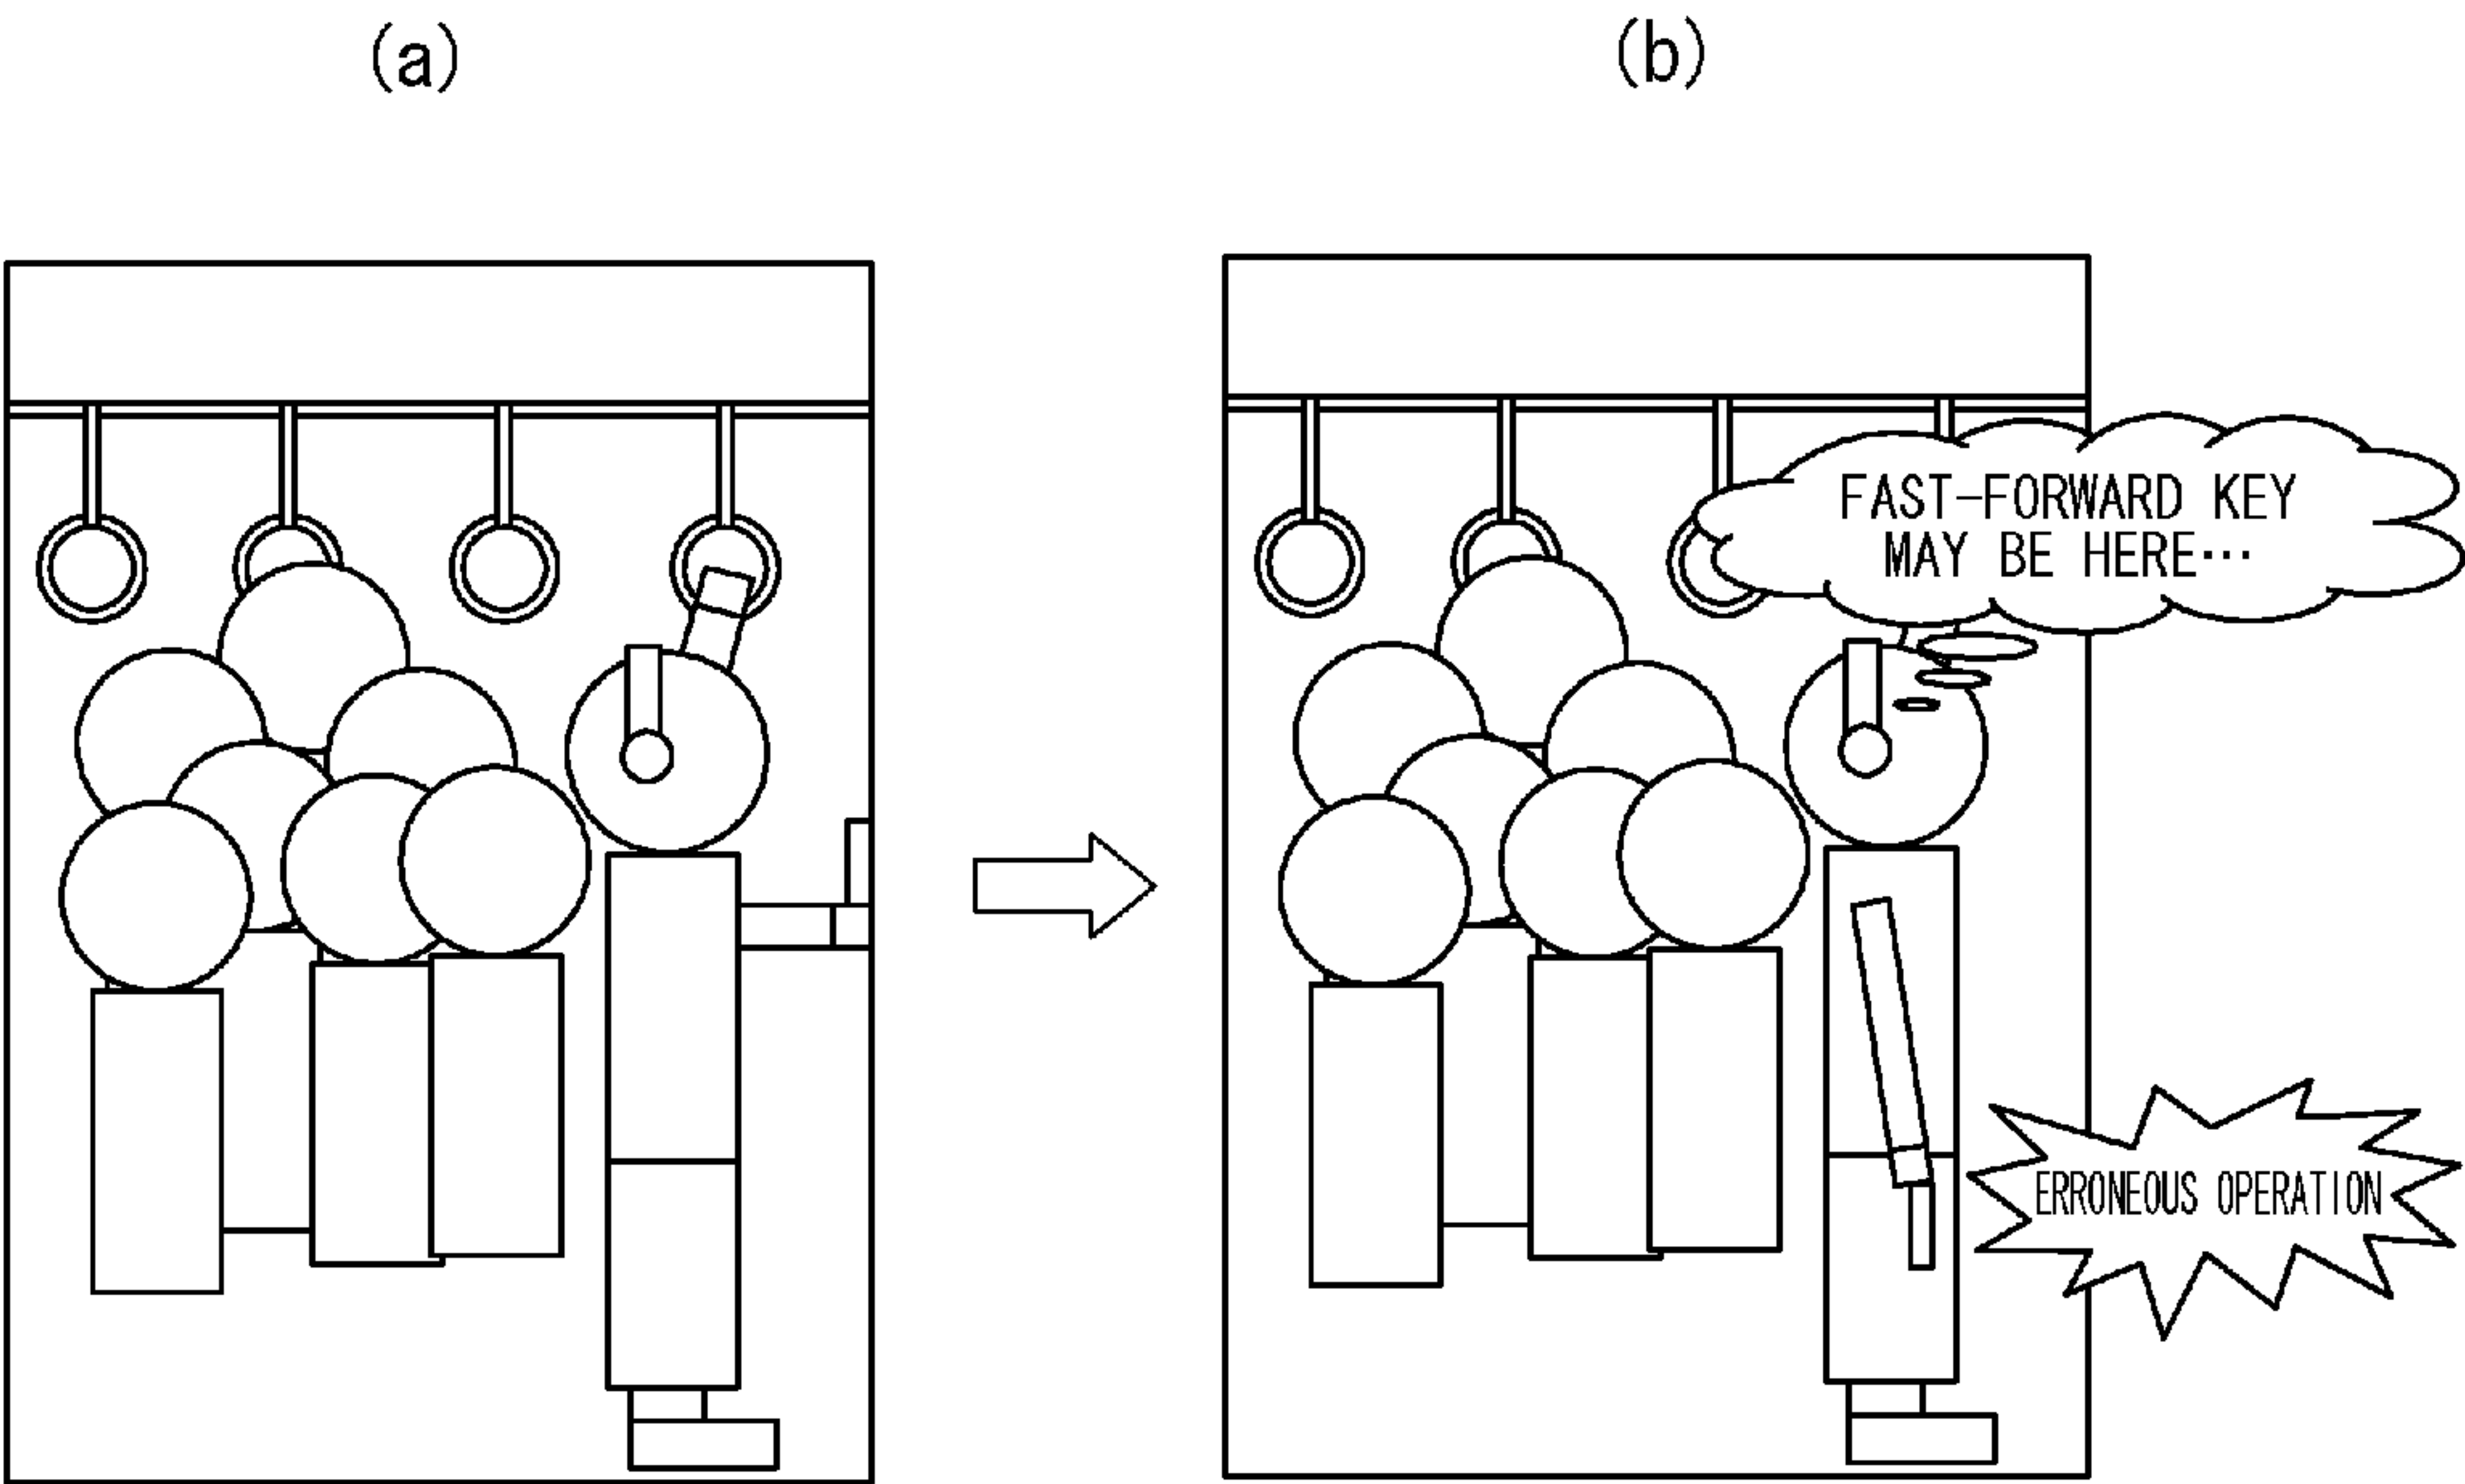 (a)
(b)
FAST-FORWARD KEY
MAY BE HERE···
ERRONEOUS OPERATION